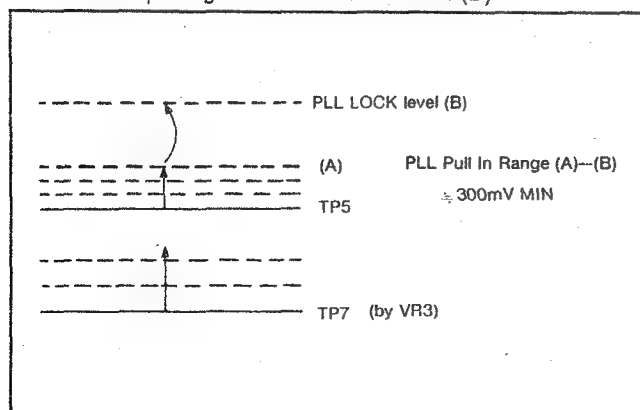 PLL LOCK level (B)
(A) PLL Pull In Range (A)—(B)
≒ 300mV MIN
TP5
TP7 (by VR3)